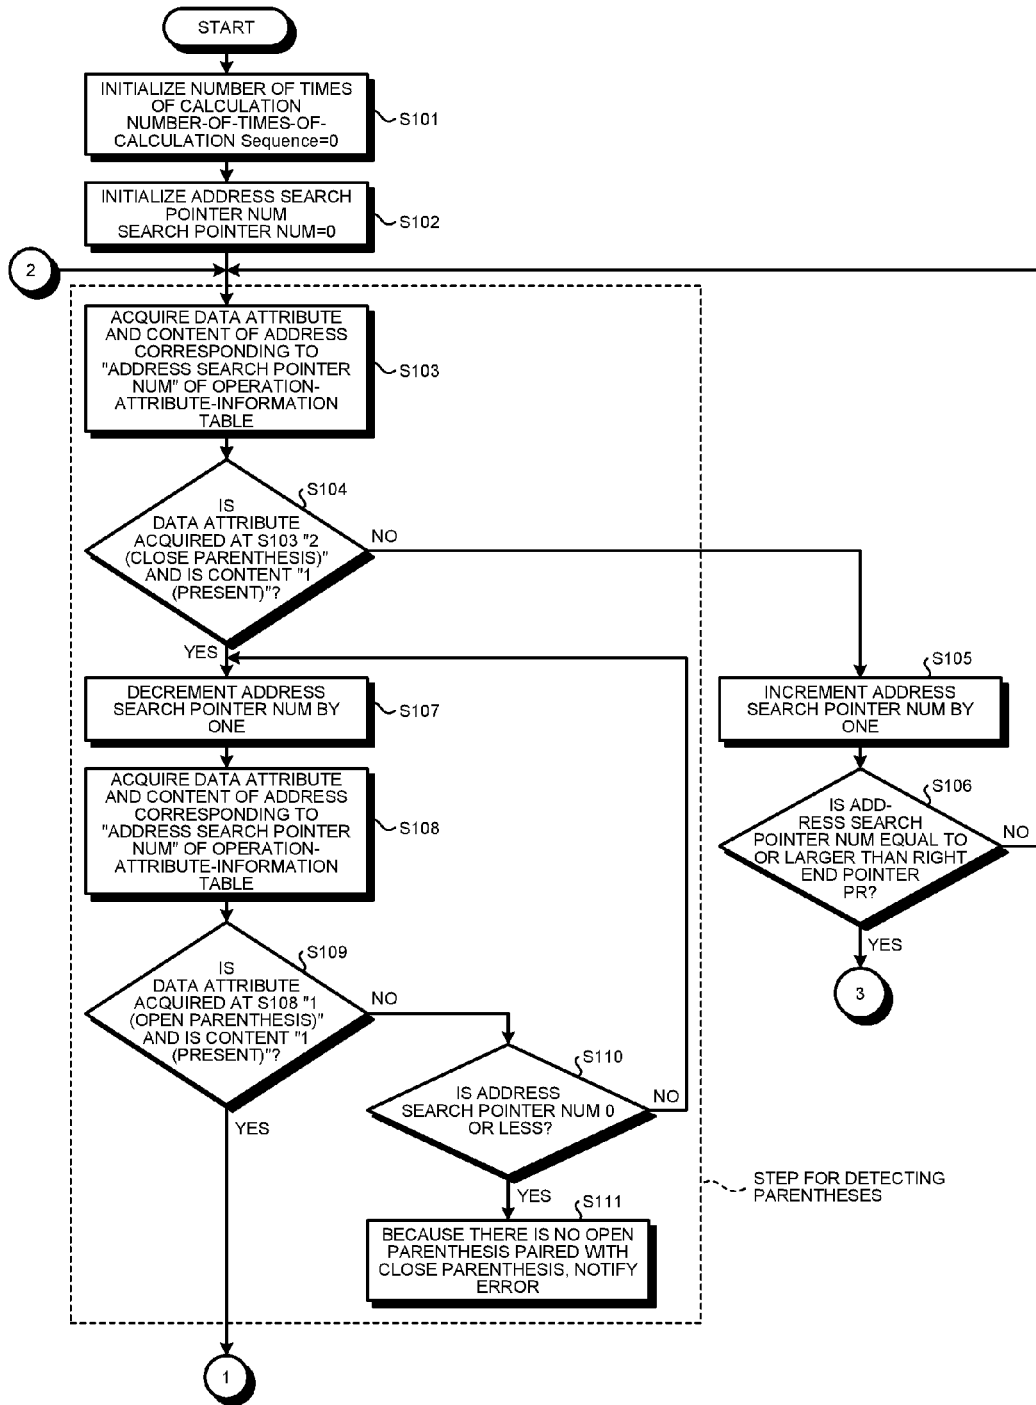 START
INITIALIZE NUMBER OF TIMES
OF CALCULATION
NUMBER-OF-TIMES-OF-
CALCULATION Sequence=0
S101
INITIALIZE ADDRESS SEARCH
POINTER NUM
SEARCH POINTER NUM=0
S102
2
ACQUIRE DATA ATTRIBUTE
AND CONTENT OF ADDRESS
CORRESPONDING TO
"ADDRESS SEARCH POINTER
NUM" OF OPERATION-
ATTRIBUTE-INFORMATION
TABLE
S103
S104
IS
DATA ATTRIBUTE
ACQUIRED AT S103 "2
(CLOSE PARENTHESIS)"
AND IS CONTENT "1
(PRESENT)"?
NO
YES
DECREMENT ADDRESS
SEARCH POINTER NUM BY
ONE
S107
S105
INCREMENT ADDRESS
SEARCH POINTER NUM BY
ONE
ACQUIRE DATA ATTRIBUTE
AND CONTENT OF ADDRESS
CORRESPONDING TO
"ADDRESS SEARCH POINTER
NUM" OF OPERATION-
ATTRIBUTE-INFORMATION
TABLE
S108
S106
IS ADD-
RESS SEARCH
POINTER NUM EQUAL TO
OR LARGER THAN RIGHT
END POINTER
PR?
NO
YES
3
S109
IS
DATA ATTRIBUTE
ACQUIRED AT S108 "1
(OPEN PARENTHESIS)"
AND IS CONTENT "1
(PRESENT)"?
NO
YES
S110
IS ADDRESS
SEARCH POINTER NUM 0
OR LESS?
NO
YES
S111
BECAUSE THERE IS NO OPEN
PARENTHESIS PAIRED WITH
CLOSE PARENTHESIS, NOTIFY
ERROR
STEP FOR DETECTING
PARENTHESES
1